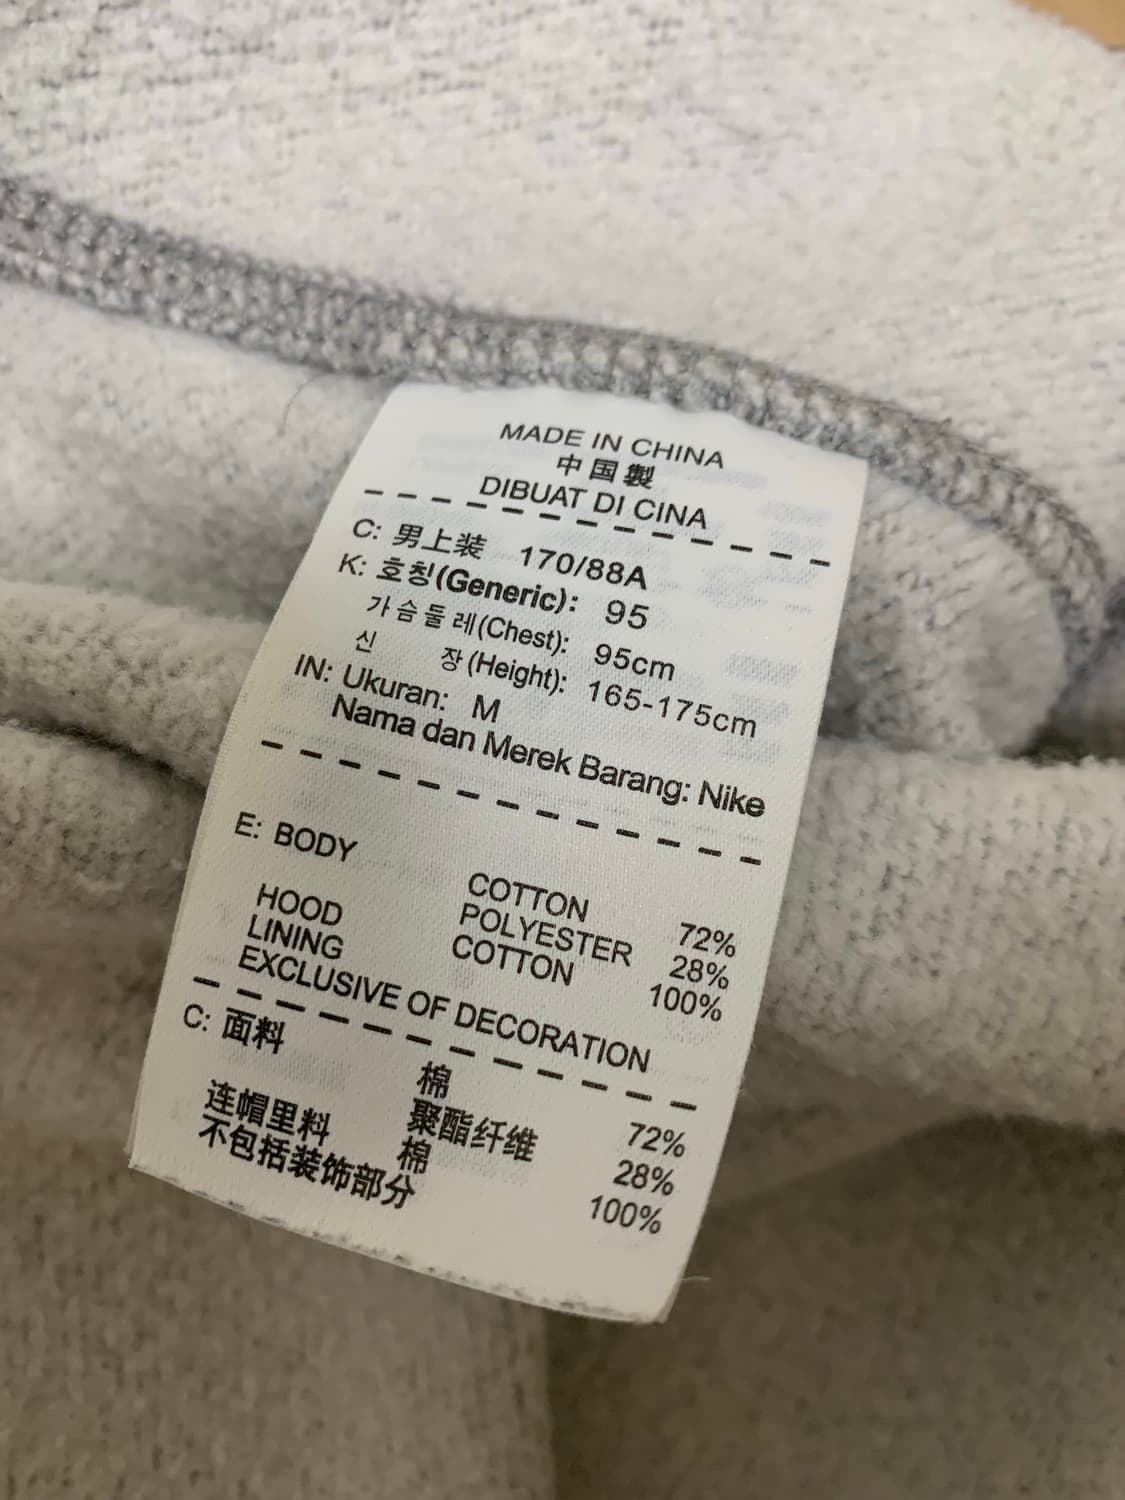 MADE IN CHINA
中国製
DIBUAT DI CINA
C: 男上装 170/88A
K: 호칭(Generic): 95
가슴둘레(Chest): 95cm
신 장(Height): 165-175cm
IN: Ukuran: M
Nama dan Merek Barang: Nike
E: BODY
COTTON 72%
POLYESTER 28%
HOOD
LINING COTTON 100%
EXCLUSIVE OF DECORATION
C: 面料
棉 72%
聚酯纤维 28%
连帽里料 棉 100%
不包括装饰部分